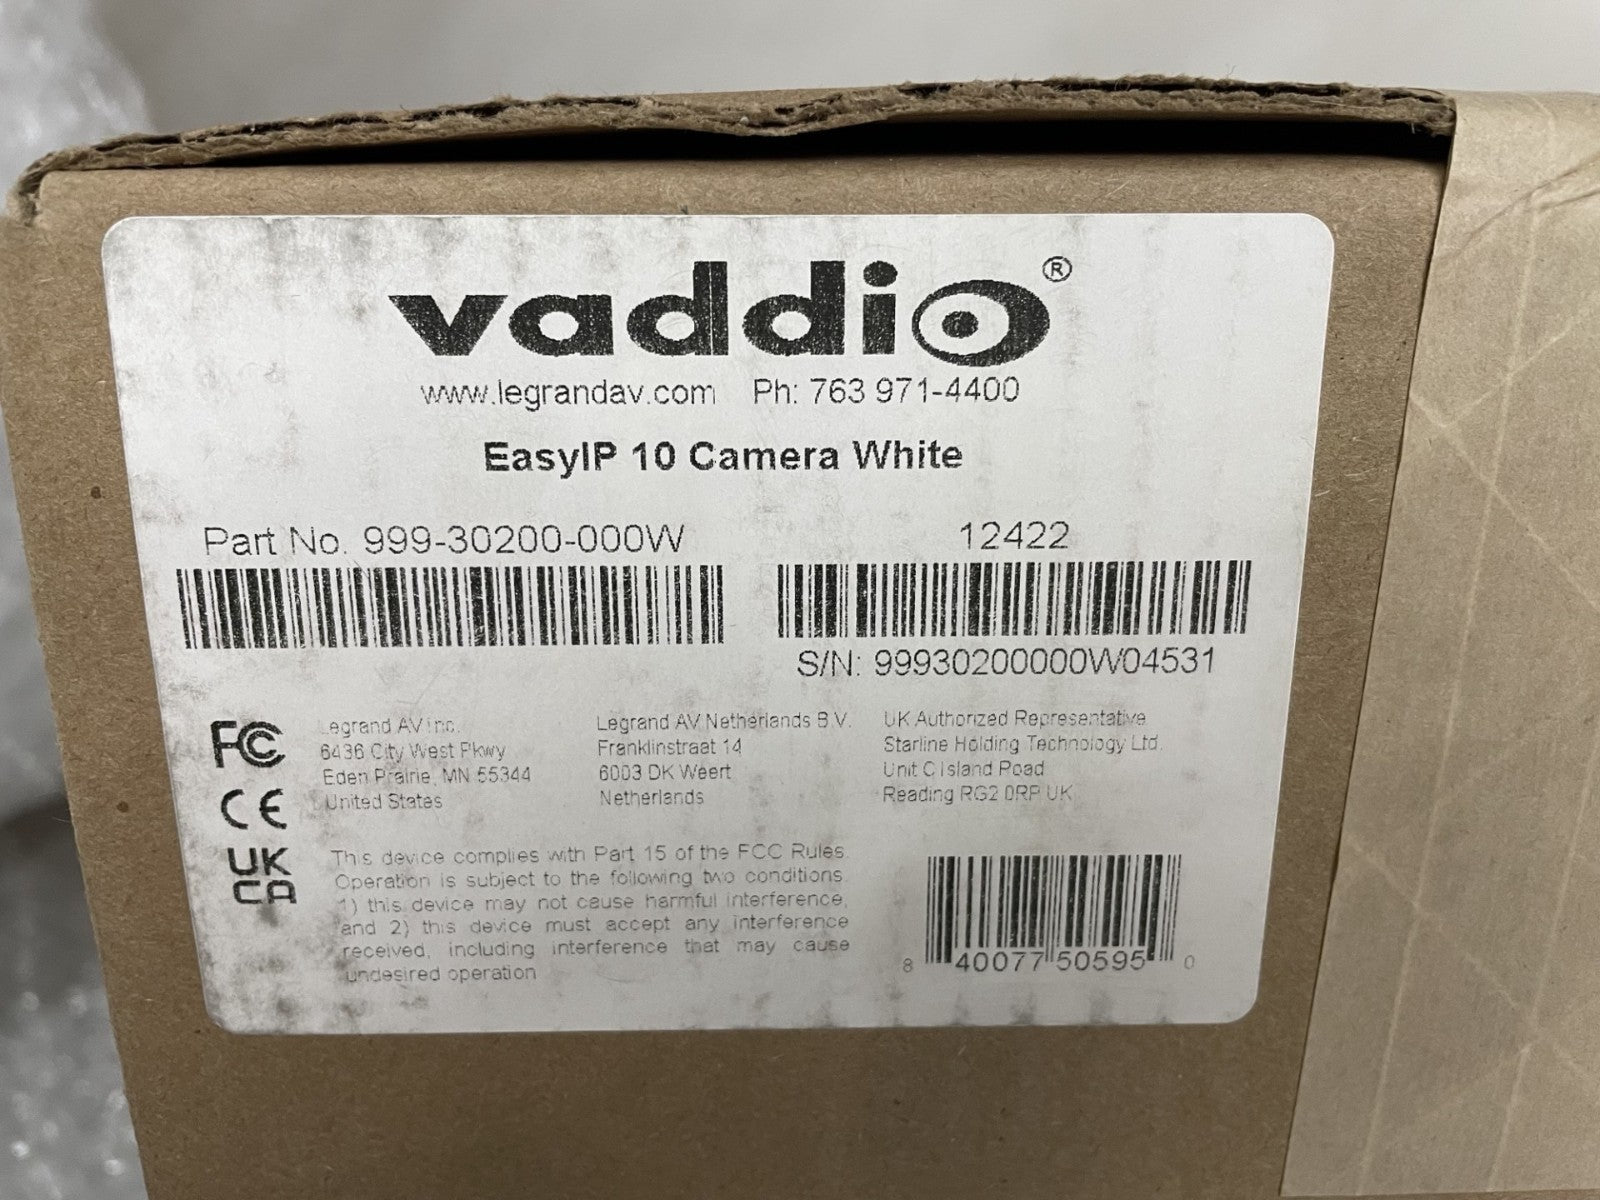 vaddio®
www.legrandav.com Ph: 763 971-4400
EasyIP 10 Camera White
Part No. 999-30200-000W
12422
S/N: 99930200000W04531
FC
CE
UK
CA
Legrand AV Inc.
6436 City West Pkwy
Eden Prairie, MN 55344
United States
Legrand AV Netherlands B.V.
Franklinstraat 14
6003 DK Weert
Netherlands
UK Authorized Representative
Starline Holding Technology Ltd.
Unit C Island Road
Reading RG2 0RP UK
This device complies with Part 15 of the FCC Rules.
Operation is subject to the following two conditions.
1) this device may not cause harmful interference,
and 2) this device must accept any interference
received, including interference that may cause
undesired operation
8 40077 50595 0